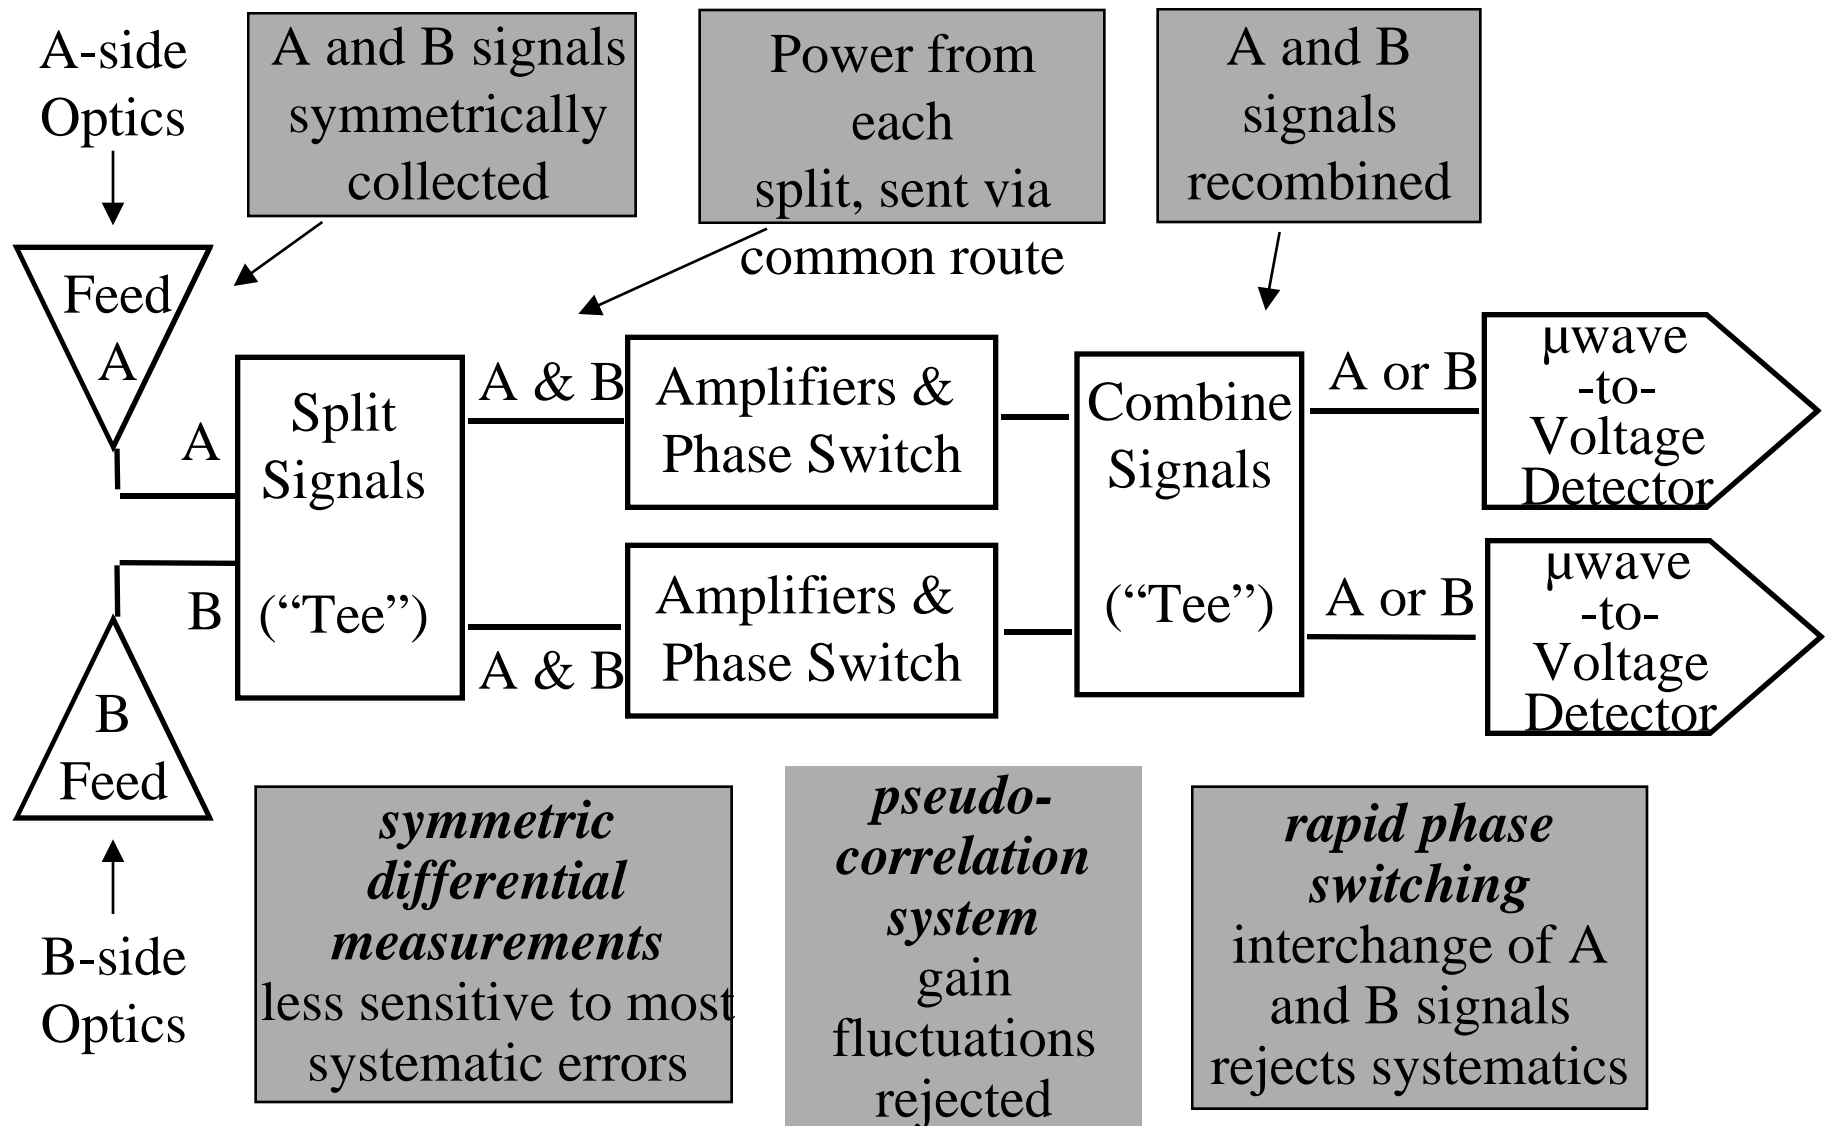 A-side
Optics
A and B signals
symmetrically
collected
Power from
each
split, sent via
common route
A and B
signals
recombined
Feed
A
A
Split
Signals
(“Tee”)
A & B
Amplifiers &
Phase Switch
Combine
Signals
(“Tee”)
A or B
μwave
-to-
Voltage
Detector
B
A & B
Amplifiers &
Phase Switch
A or B
μwave
-to-
Voltage
Detector
B
Feed
B-side
Optics
symmetric
differential
measurements
less sensitive to most
systematic errors
pseudo-
correlation
system
gain
fluctuations
rejected
rapid phase
switching
interchange of A
and B signals
rejects systematics